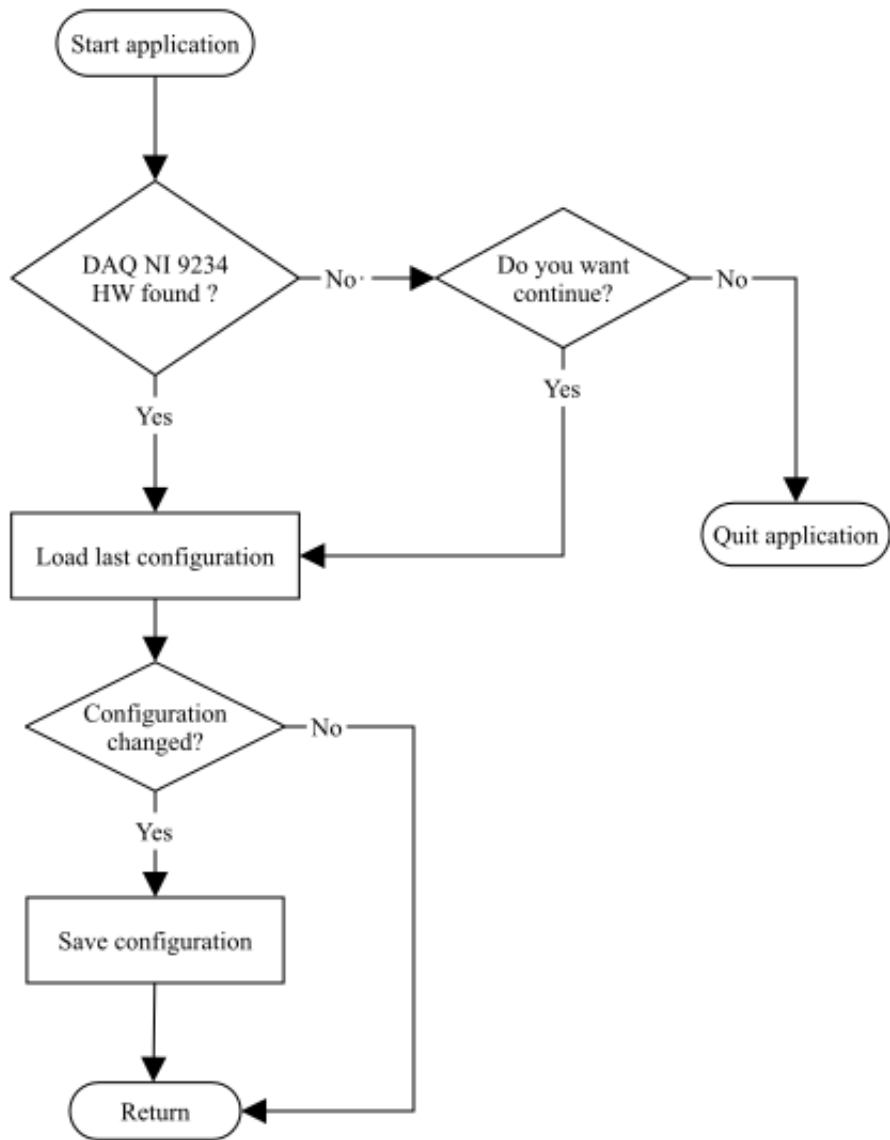 Start application
DAQ NI 9234
HW found ?
No
Do you want
continue?
No
Yes
Yes
Load last configuration
Quit application
Configuration
changed?
No
Yes
Save configuration
Return